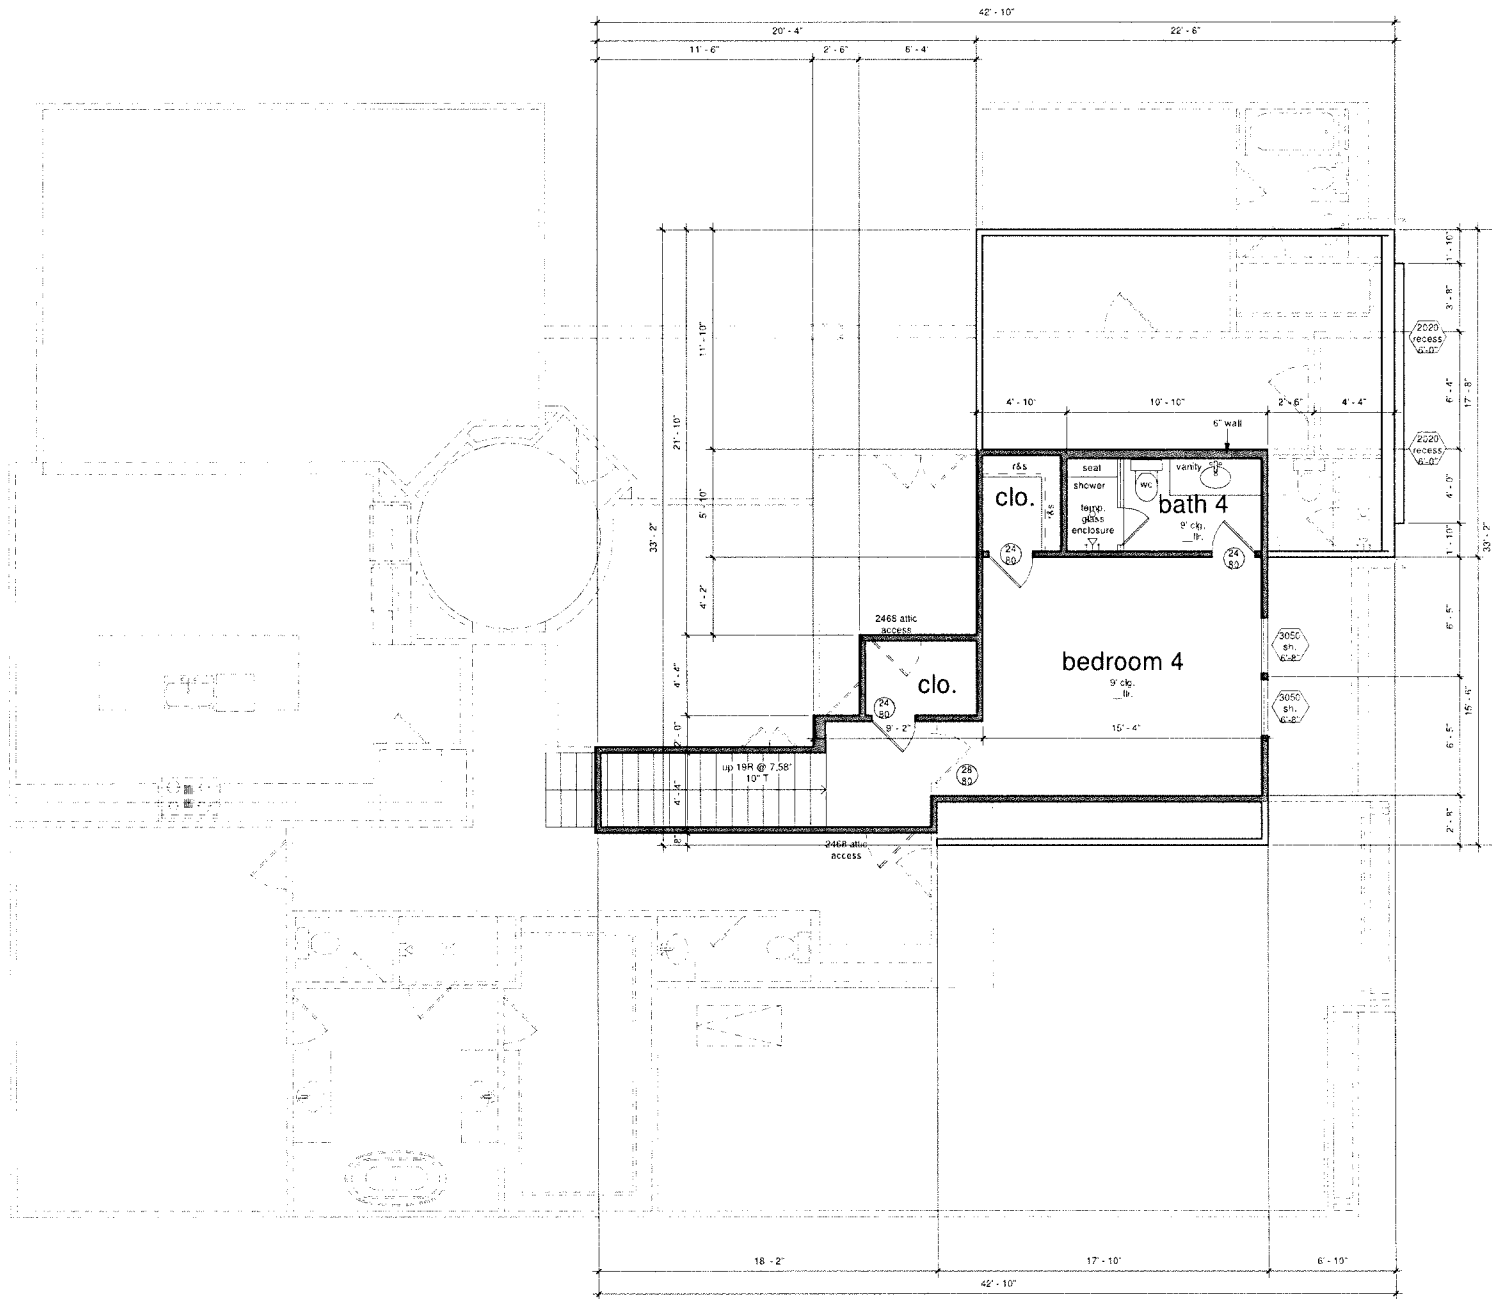 42' - 10"
20' - 4"
22' - 6"
11' - 6"
2' - 6"
6' - 4"
1' - 10"
3' - 8"
2020
recess
6'-0"
11' - 10"
6' - 4"
17' - 8"
4' - 10"
10' - 10"
2' - 6"
4' - 4"
21' - 10"
6" wall
2020
recess
6'-0"
r&s
seat
vanity
shower
wc
clo.
r&s
temp.
glass
enclosure
bath 4
9' clg.
__flr.
4' - 0"
5' - 10"
33' - 2"
1' - 10"
33' - 2"
24
80
24
80
4' - 2"
2468 attic
access
6' - 5"
3050
sh.
6'-8"
bedroom 4
9' clg.
__flr.
4' - 4"
clo.
24
80
3050
sh.
6'-8"
15' - 6"
9' - 2"
15' - 4"
2' - 0"
6' - 5"
up 19R @ 7.58"
10" T
28
80
4' - 4"
2' - 8"
8"
2468 attic
access
18' - 2"
17' - 10"
6' - 10"
42' - 10"